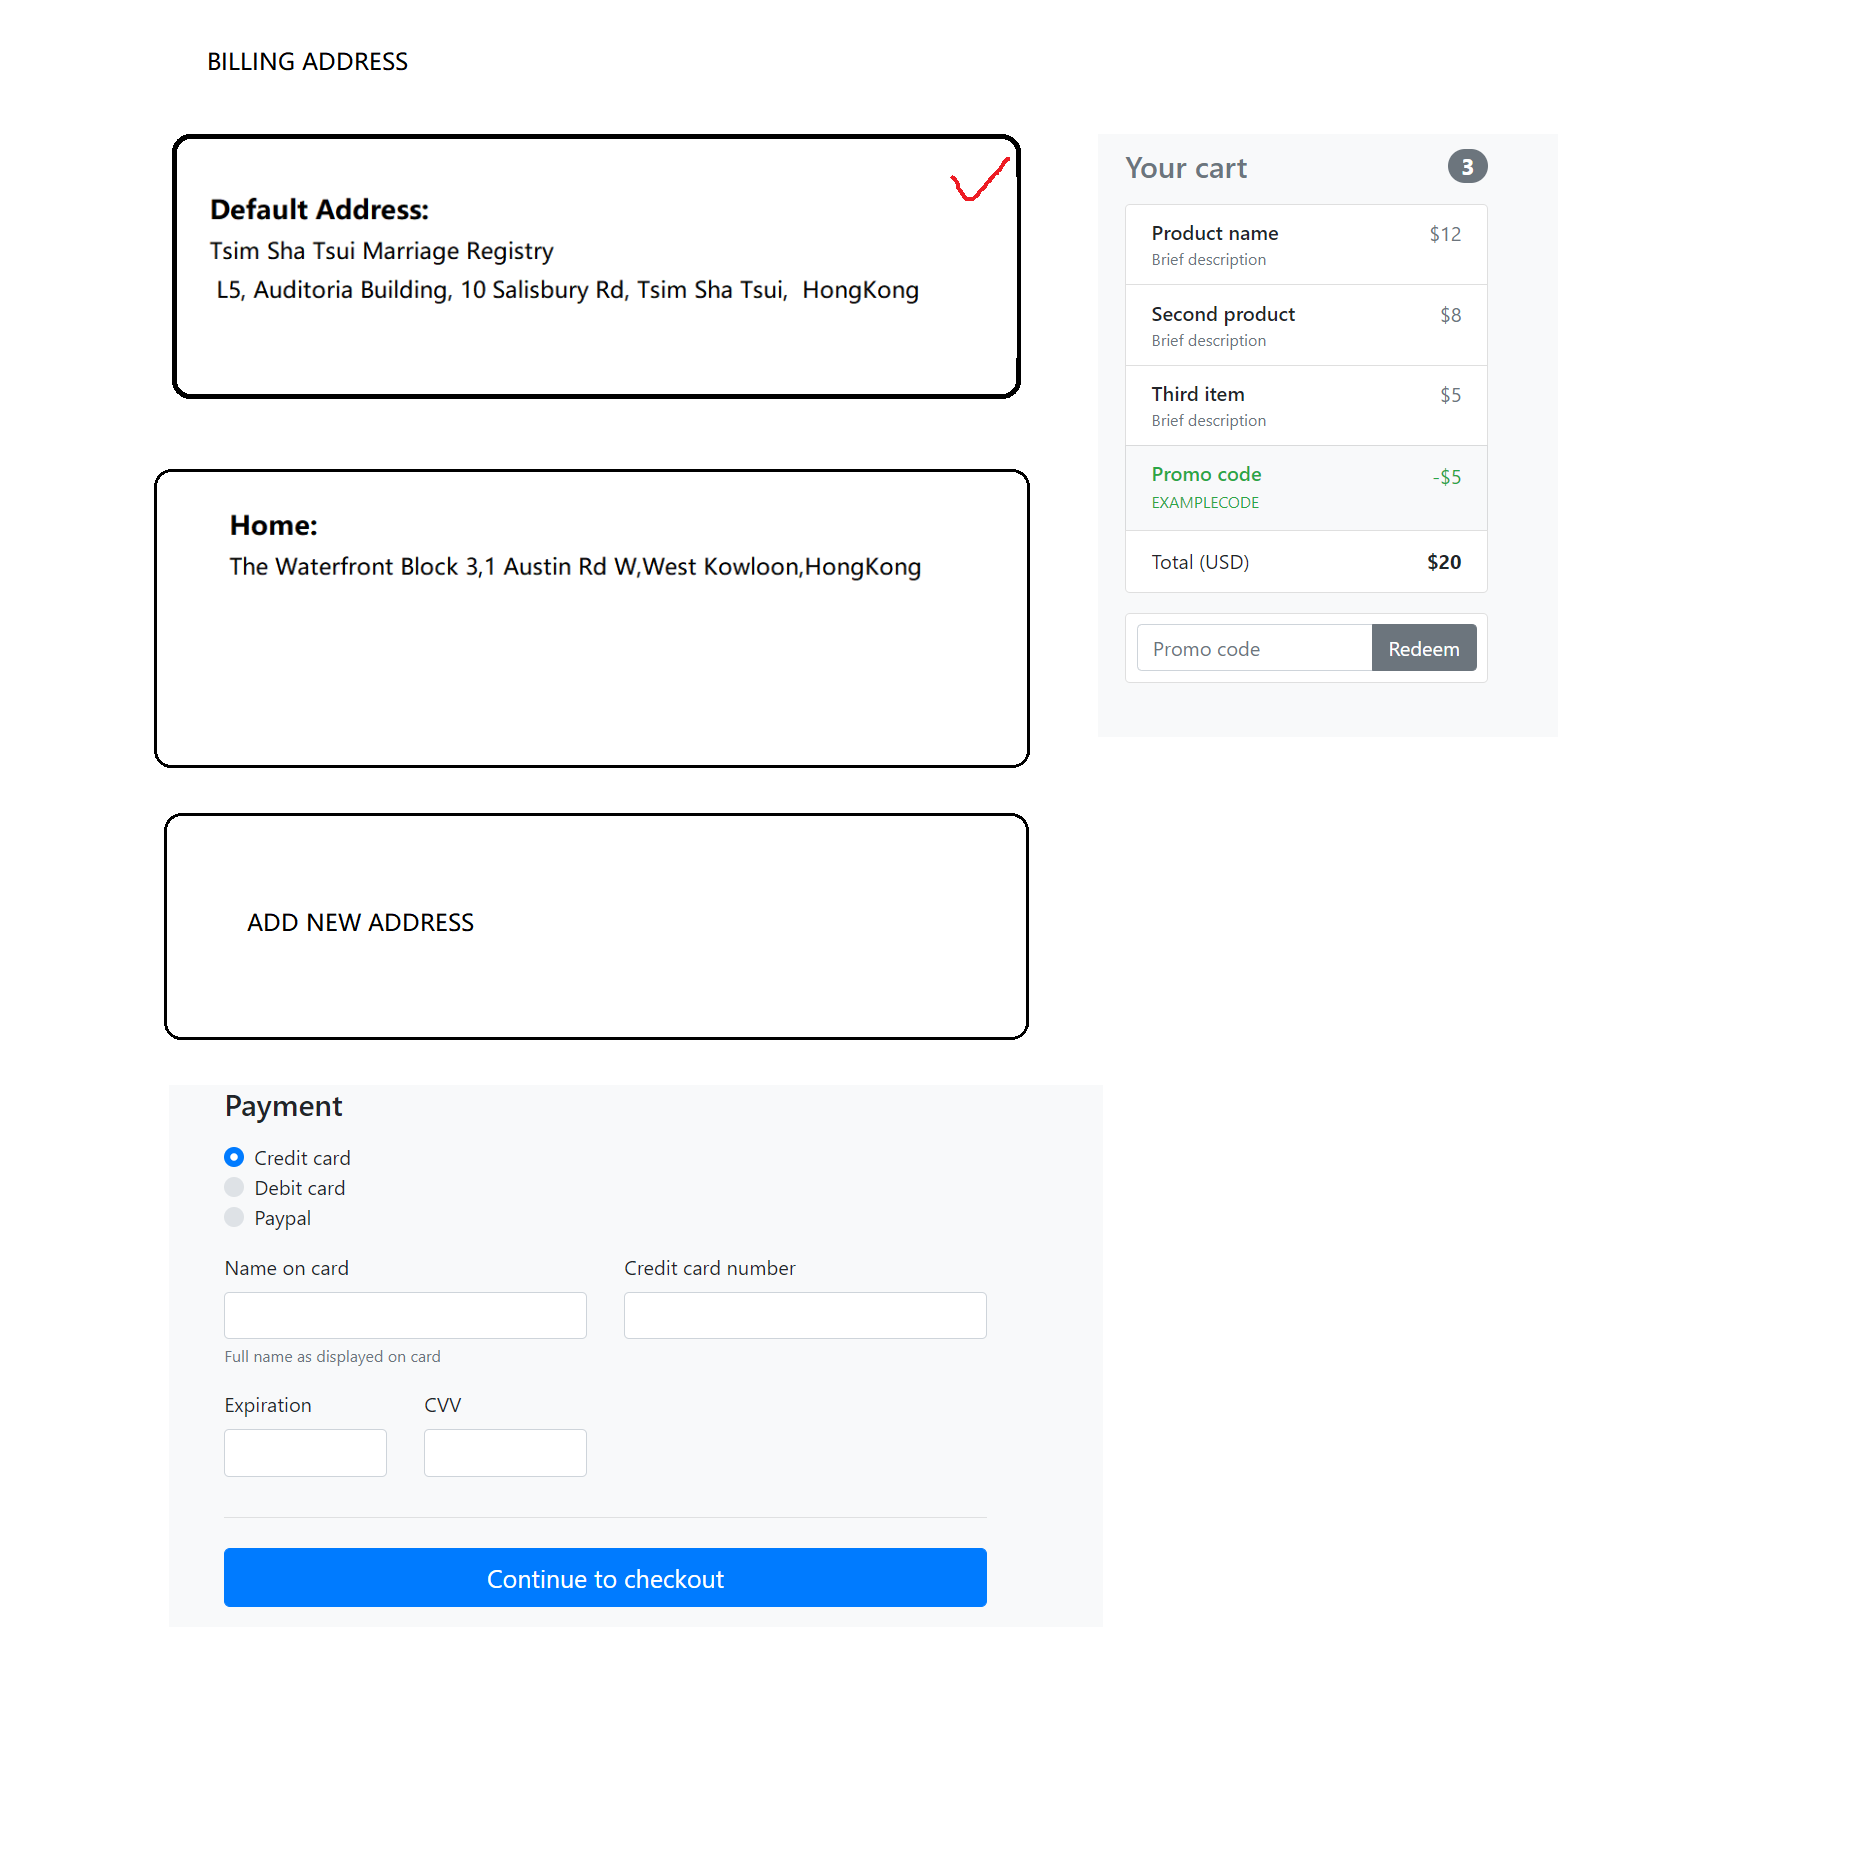 BILLING ADDRESS
Default Address:
Tsim Sha Tsui Marriage Registry
L5, Auditoria Building, 10 Salisbury Rd, Tsim Sha Tsui, HongKong
Home:
The Waterfront Block 3,1 Austin Rd W,West Kowloon,HongKong
ADD NEW ADDRESS
Your cart 3
Product name $12
Brief description
Second product $8
Brief description
Third item $5
Brief description
Promo code -$5
EXAMPLECODE
Total (USD) $20
Promo code Redeem
Payment
Credit card
Debit card
Paypal
Name on card Credit card number
Full name as displayed on card
Expiration CVV
Continue to checkout